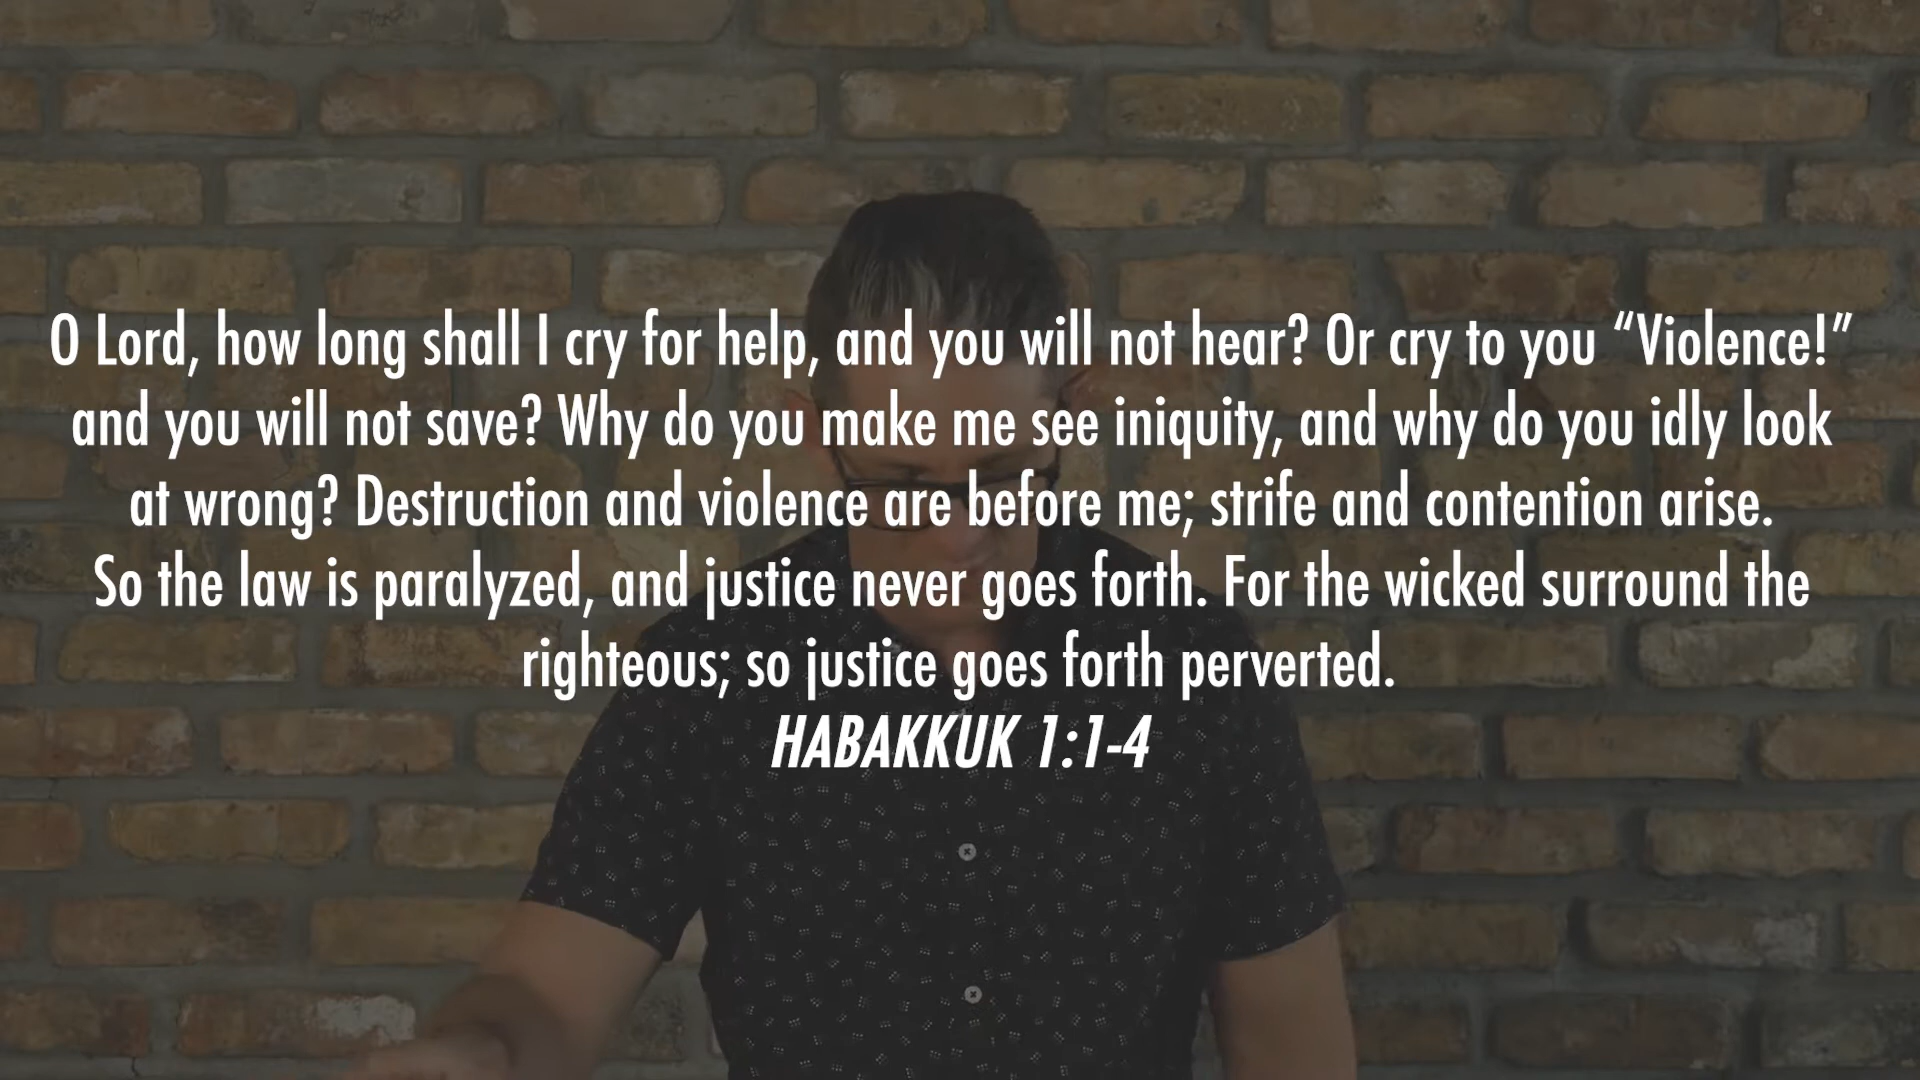 O Lord, how long shall I cry for help, and you will not hear? Or cry to you “Violence!”
and you will not save? Why do you make me see iniquity, and why do you idly look
at wrong? Destruction and violence are before me; strife and contention arise.
So the law is paralyzed, and justice never goes forth. For the wicked surround the
righteous; so justice goes forth perverted.
HABAKKUK 1:1-4